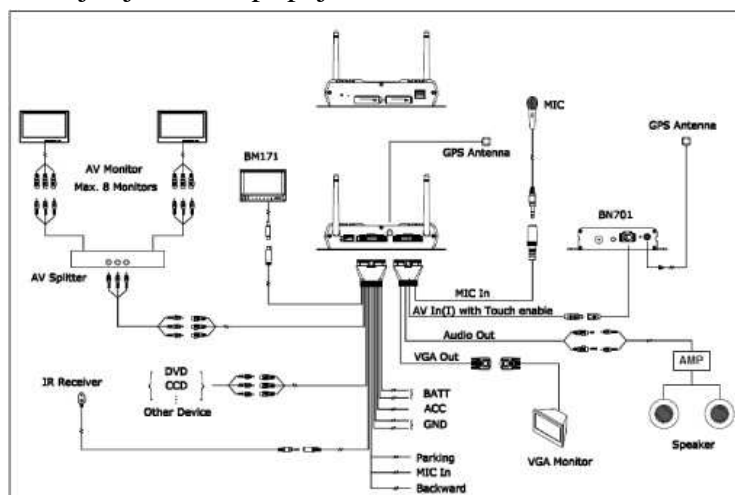 MIC
GPS Antenna
GPS Antenna
BM171
AV Monitor
Max. 8 Monitors
BN701
AV Splitter
MIC In
AV In(I) with Touch enable
Audio Out
VGA Out
AMP
DVD
CCD
Other Device
IR Receiver
BATT
ACC
GND
Speaker
VGA Monitor
Parking
MIC In
Backward